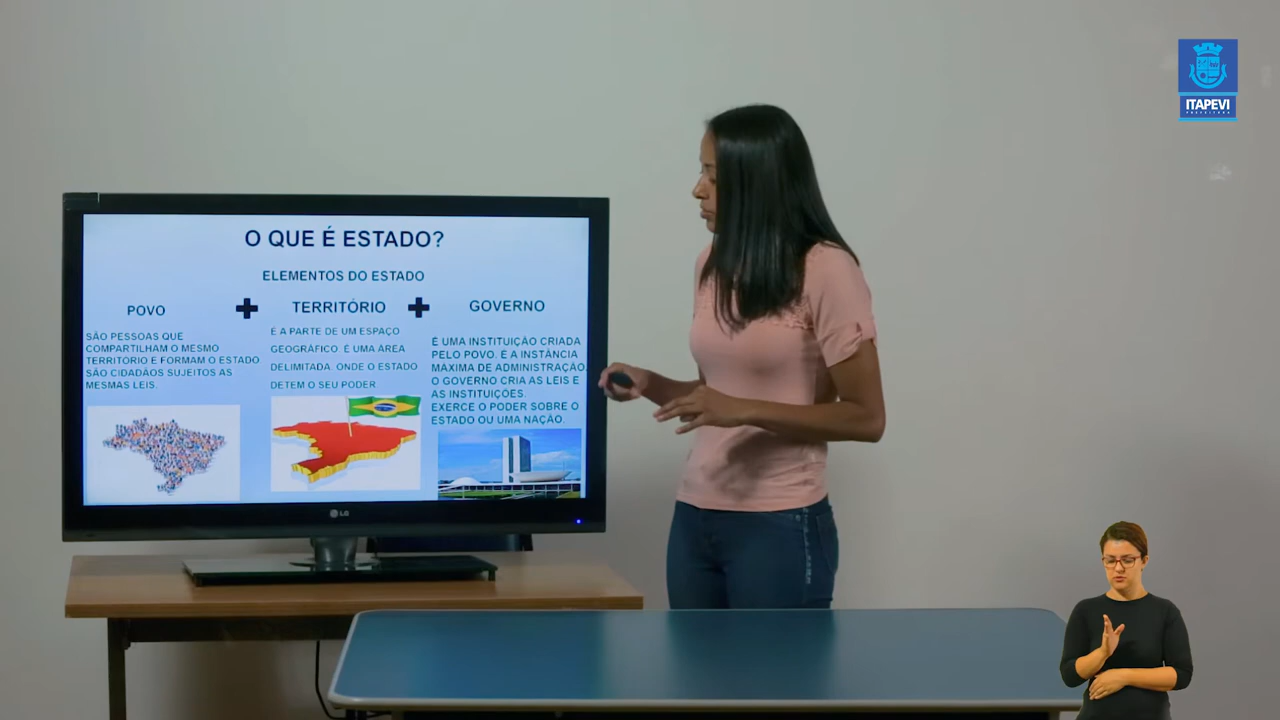 ITAPEVI
PREFEITURA
O QUE É ESTADO?
ELEMENTOS DO ESTADO
POVO + TERRITÓRIO + GOVERNO
SÃO PESSOAS QUE
COMPARTILHAM O MESMO
TERRITORIO E FORMAM O ESTADO
SÃO CIDADÃOS SUJEITOS AS
MESMAS LEIS.
É A PARTE DE UM ESPAÇO
GEOGRÁFICO É UMA ÁREA
DELIMITADA, ONDE O ESTADO
DETEM O SEU PODER
É UMA INSTITUIÇÃO CRIADA
PELO POVO. É A INSTÂNCIA
MÁXIMA DE ADMINISTRAÇÃO.
O GOVERNO CRIA AS LEIS E
AS INSTITUIÇÕES.
EXERCE O PODER SOBRE O
ESTADO OU UMA NAÇÃO.
LG